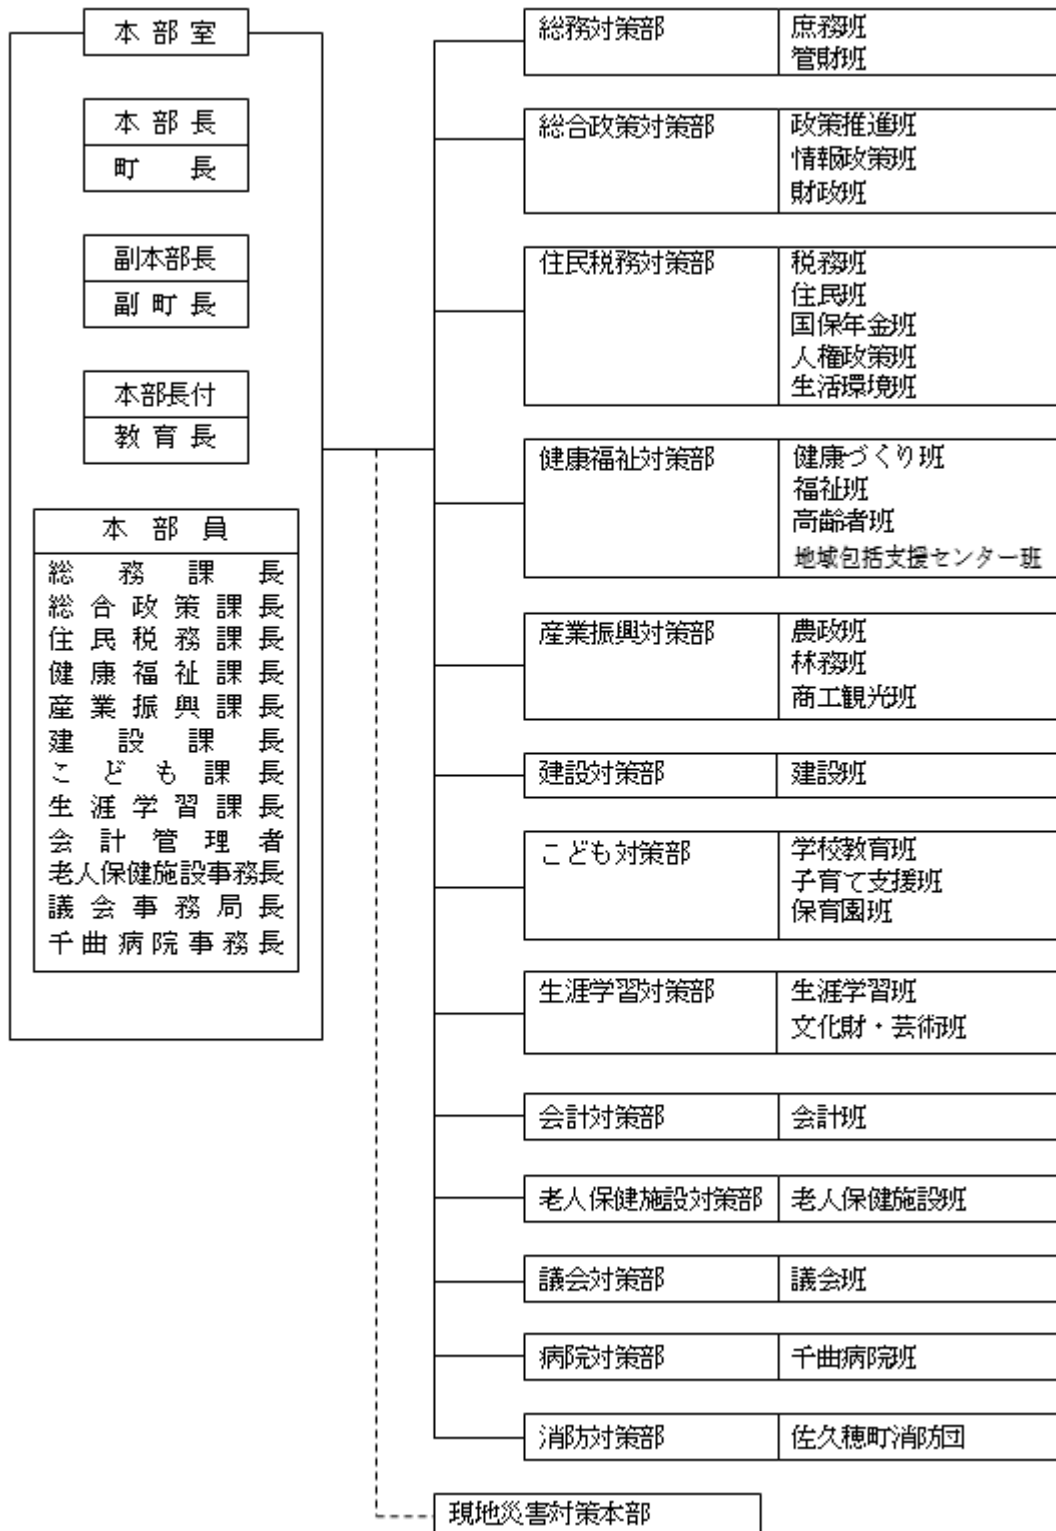 本部室
本部長
町長
副本部長
副町長
本部長付
教育長
本部員
総務課長
総合政策課長
住民税務課長
健康福祉課長
産業振興課長
建設課長
こども課長
生涯学習課長
会計管理者
老人保健施設事務長
議会事務局長
千曲病院事務長
総務対策部
庶務班
管財班
総合政策対策部
政策推進班
情報政策班
財政班
住民税務対策部
税務班
住民班
国保年金班
人権政策班
生活環境班
健康福祉対策部
健康づくり班
福祉班
高齢者班
地域包括支援センター班
産業振興対策部
農政班
林務班
商工観光班
建設対策部
建設班
こども対策部
学校教育班
子育て支援班
保育園班
生涯学習対策部
生涯学習班
文化財・芸術班
会計対策部
会計班
老人保健施設対策部
老人保健施設班
議会対策部
議会班
病院対策部
千曲病院班
消防対策部
佐久穂町消防団
現地災害対策本部